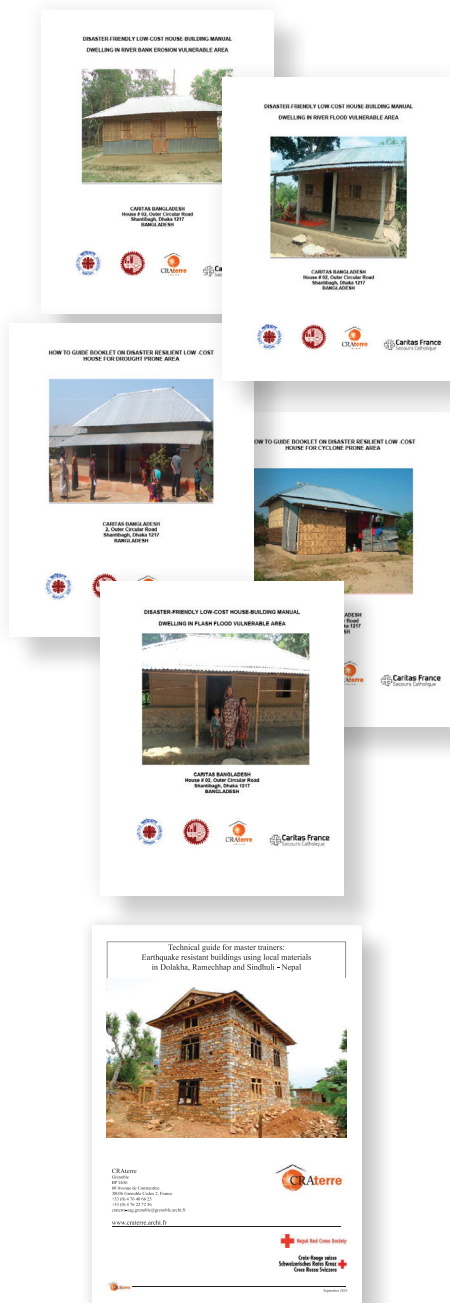 DISASTER-FRIENDLY LOW-COST HOUSE-BUILDING MANUAL
DWELLING IN RIVER BANK EROSION VULNERABLE AREA
CARITAS BANGLADESH
House # 02, Outer Circular Road
Shantibagh, Dhaka 1217
BANGLADESH
CRAterre
DISASTER-FRIENDLY LOW-COST HOUSE-BUILDING MANUAL
DWELLING IN RIVER FLOOD VULNERABLE AREA
CARITAS BANGLADESH
House # 02, Outer Circular Road
Shantibagh, Dhaka 1217
BANGLADESH
CRAterre
Caritas France
Secours Catholique
HOW TO GUIDE BOOKLET ON DISASTER RESILIENT LOW -COST
HOUSE FOR DROUGHT PRONE AREA
CARITAS BANGLADESH
2, Outer Circular Road
Shantibagh, Dhaka 1217
BANGLADESH
OW TO GUIDE BOOKLET ON DISASTER RESILIENT LOW -COST
HOUSE FOR CYCLONE PRONE AREA
Caritas France
Secours Catholique
DISASTER-FRIENDLY LOW-COST HOUSE-BUILDING MANUAL
DWELLING IN FLASH FLOOD VULNERABLE AREA
CARITAS BANGLADESH
House # 02, Outer Circular Road
Shantibagh, Dhaka 1217
BANGLADESH
CRAterre
Caritas France
Secours Catholique
Technical guide for master trainers:
Earthquake resistant buildings using local materials
in Dolakha, Ramechhap and Sindhuli - Nepal
CRAterre
Grenoble
60 Avenue de Constantine
www.craterre.archi.fr
CRAterre
Nepal Red Cross Society
Croix-Rouge suisse
Schweizerisches Rotes Kreuz
Croce Rossa Svizzera